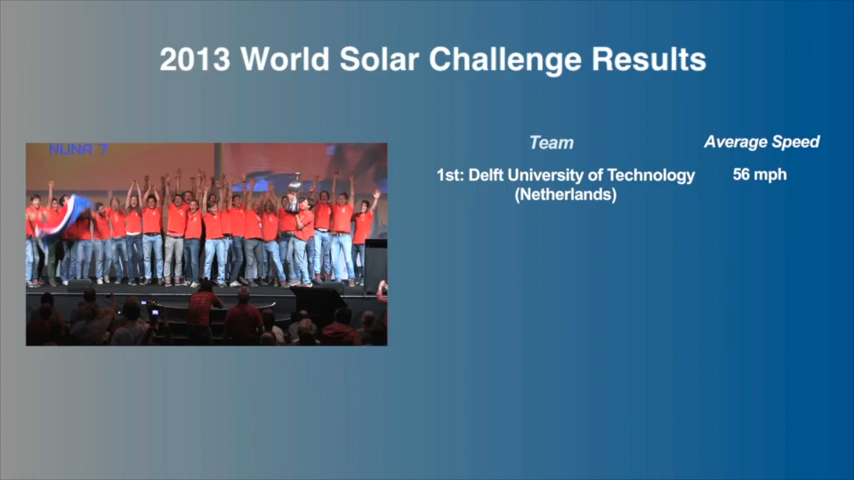 2013 World Solar Challenge Results
NUNA 7
Team
Average Speed
1st: Delft University of Technology
56 mph
(Netherlands)